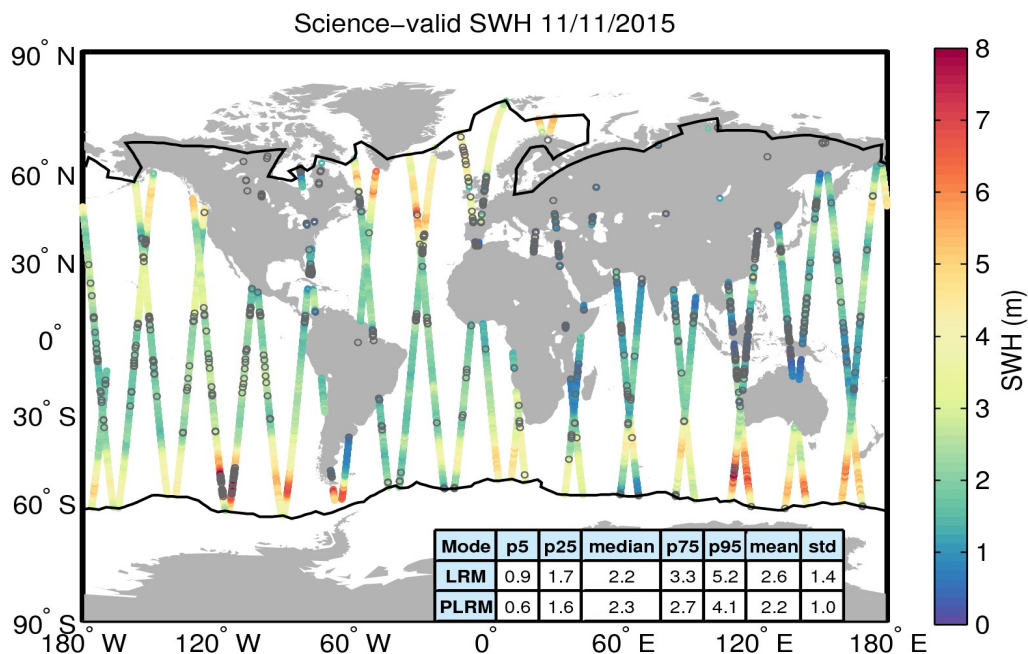 Science−valid SWH 11/11/2015
90° N
60° N
30° N
0°
30° S
60° S
90° S
180° W 120° W 60° W 0° 60° E 120° E 180° E
Mode p5 p25 median p75 p95 mean std
LRM 0.9 1.7 2.2 3.3 5.2 2.6 1.4
PLRM 0.6 1.6 2.3 2.7 4.1 2.2 1.0
8
7
6
5
4
3
2
1
0
SWH (m)